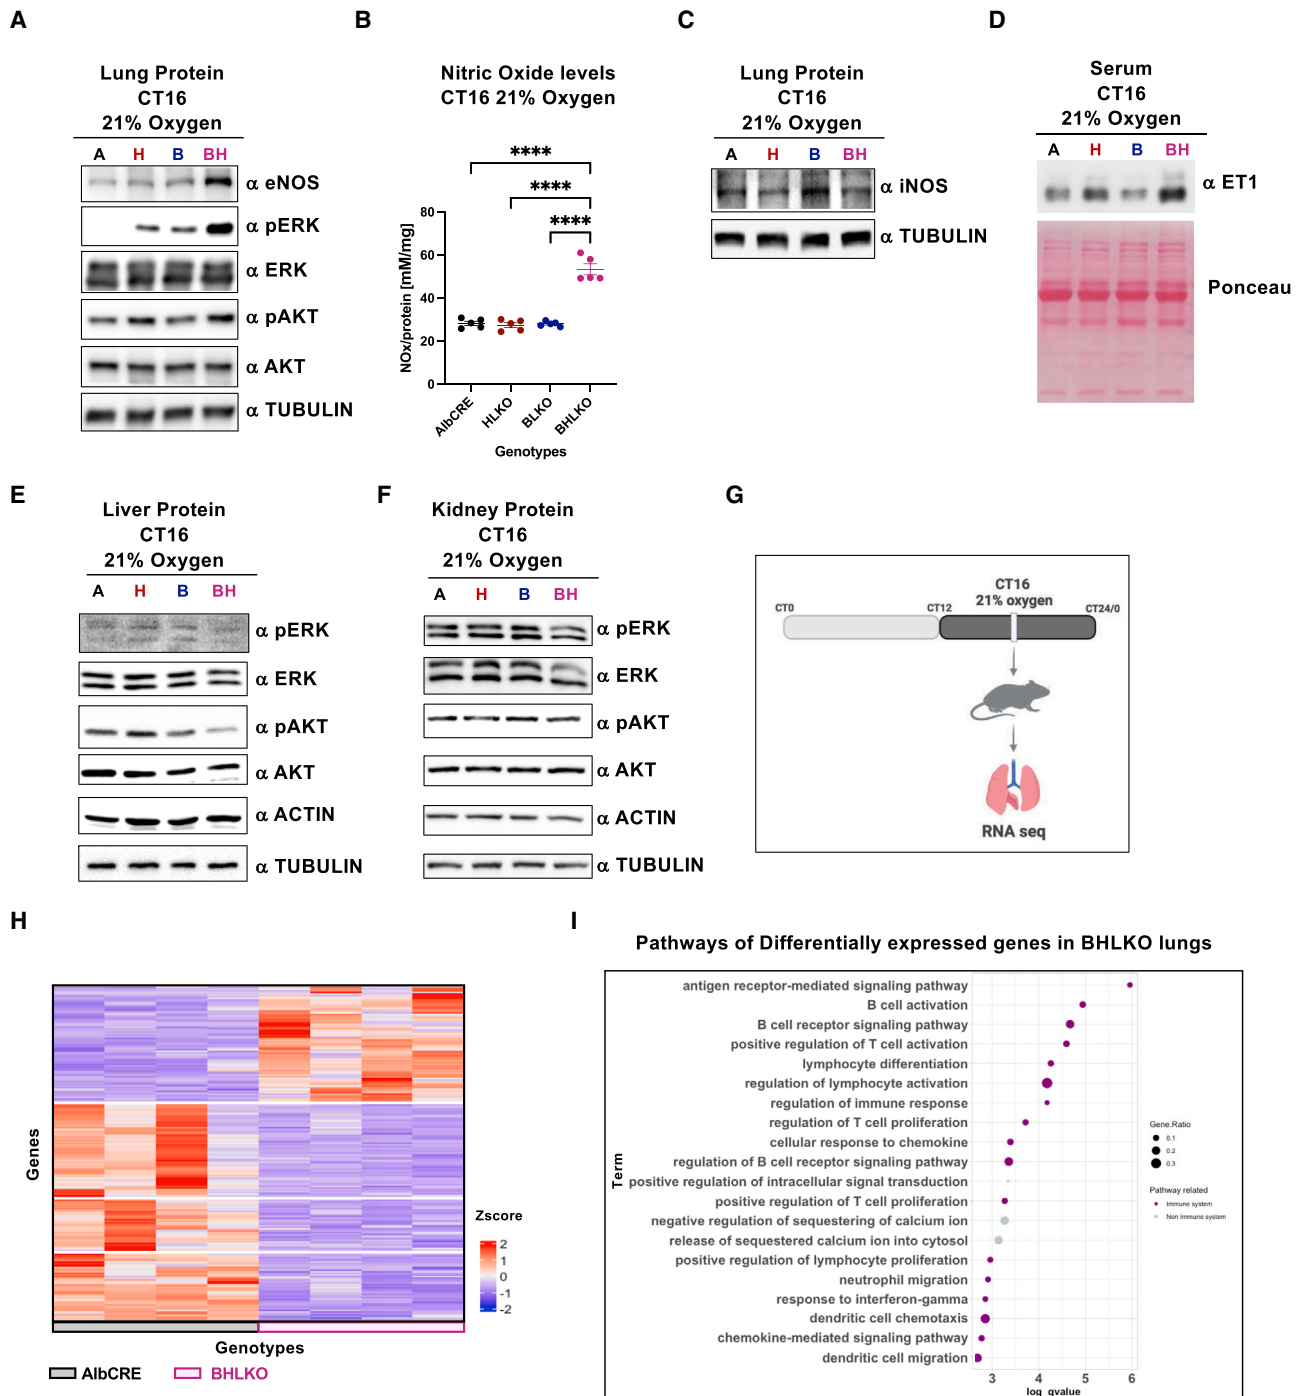 A
Lung Protein
CT16
21% Oxygen
A H B BH
α eNOS
α pERK
α ERK
α pAKT
α AKT
α TUBULIN
B
Nitric Oxide levels
CT16 21% Oxygen
****
****
****
NOx/protein [mM/mg]
80
60
40
20
0
AlbCRE
HLKO
BLKO
BHLKO
Genotypes
C
Lung Protein
CT16
21% Oxygen
A H B BH
α iNOS
α TUBULIN
D
Serum
CT16
21% Oxygen
A H B BH
α ET1
Ponceau
E
Liver Protein
CT16
21% Oxygen
A H B BH
α pERK
α ERK
α pAKT
α AKT
α ACTIN
α TUBULIN
F
Kidney Protein
CT16
21% Oxygen
A H B BH
α pERK
α ERK
α pAKT
α AKT
α ACTIN
α TUBULIN
G
CT16
21% oxygen
CT0 CT12 CT24/0
RNA seq
H
Genes
Genotypes
AlbCRE BHLKO
Zscore
2
1
0
-1
-2
I
Pathways of Differentially expressed genes in BHLKO lungs
Term
antigen receptor-mediated signaling pathway
B cell activation
B cell receptor signaling pathway
positive regulation of T cell activation
lymphocyte differentiation
regulation of lymphocyte activation
regulation of immune response
regulation of T cell proliferation
cellular response to chemokine
regulation of B cell receptor signaling pathway
positive regulation of intracellular signal transduction
positive regulation of T cell proliferation
negative regulation of sequestering of calcium ion
release of sequestered calcium ion into cytosol
positive regulation of lymphocyte proliferation
neutrophil migration
response to interferon-gamma
dendritic cell chemotaxis
chemokine-mediated signaling pathway
dendritic cell migration
3 4 5 6
log_qvalue
Gene.Ratio
0.1
0.2
0.3
Pathway related
Immune system
Non Immune system